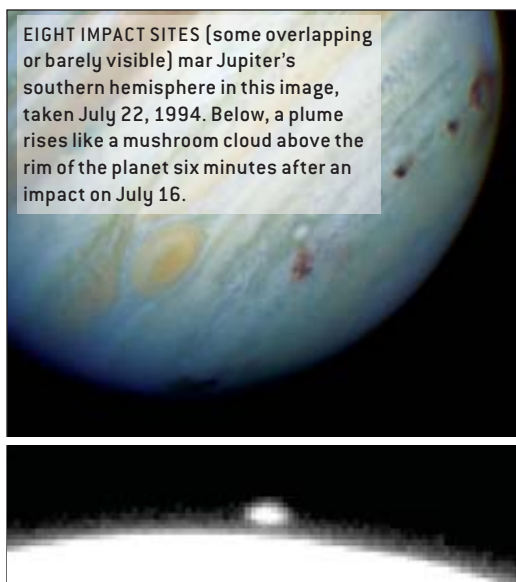 EIGHT IMPACT SITES (some overlapping
or barely visible) mar Jupiter’s
southern hemisphere in this image,
taken July 22, 1994. Below, a plume
rises like a mushroom cloud above the
rim of the planet six minutes after an
impact on July 16.